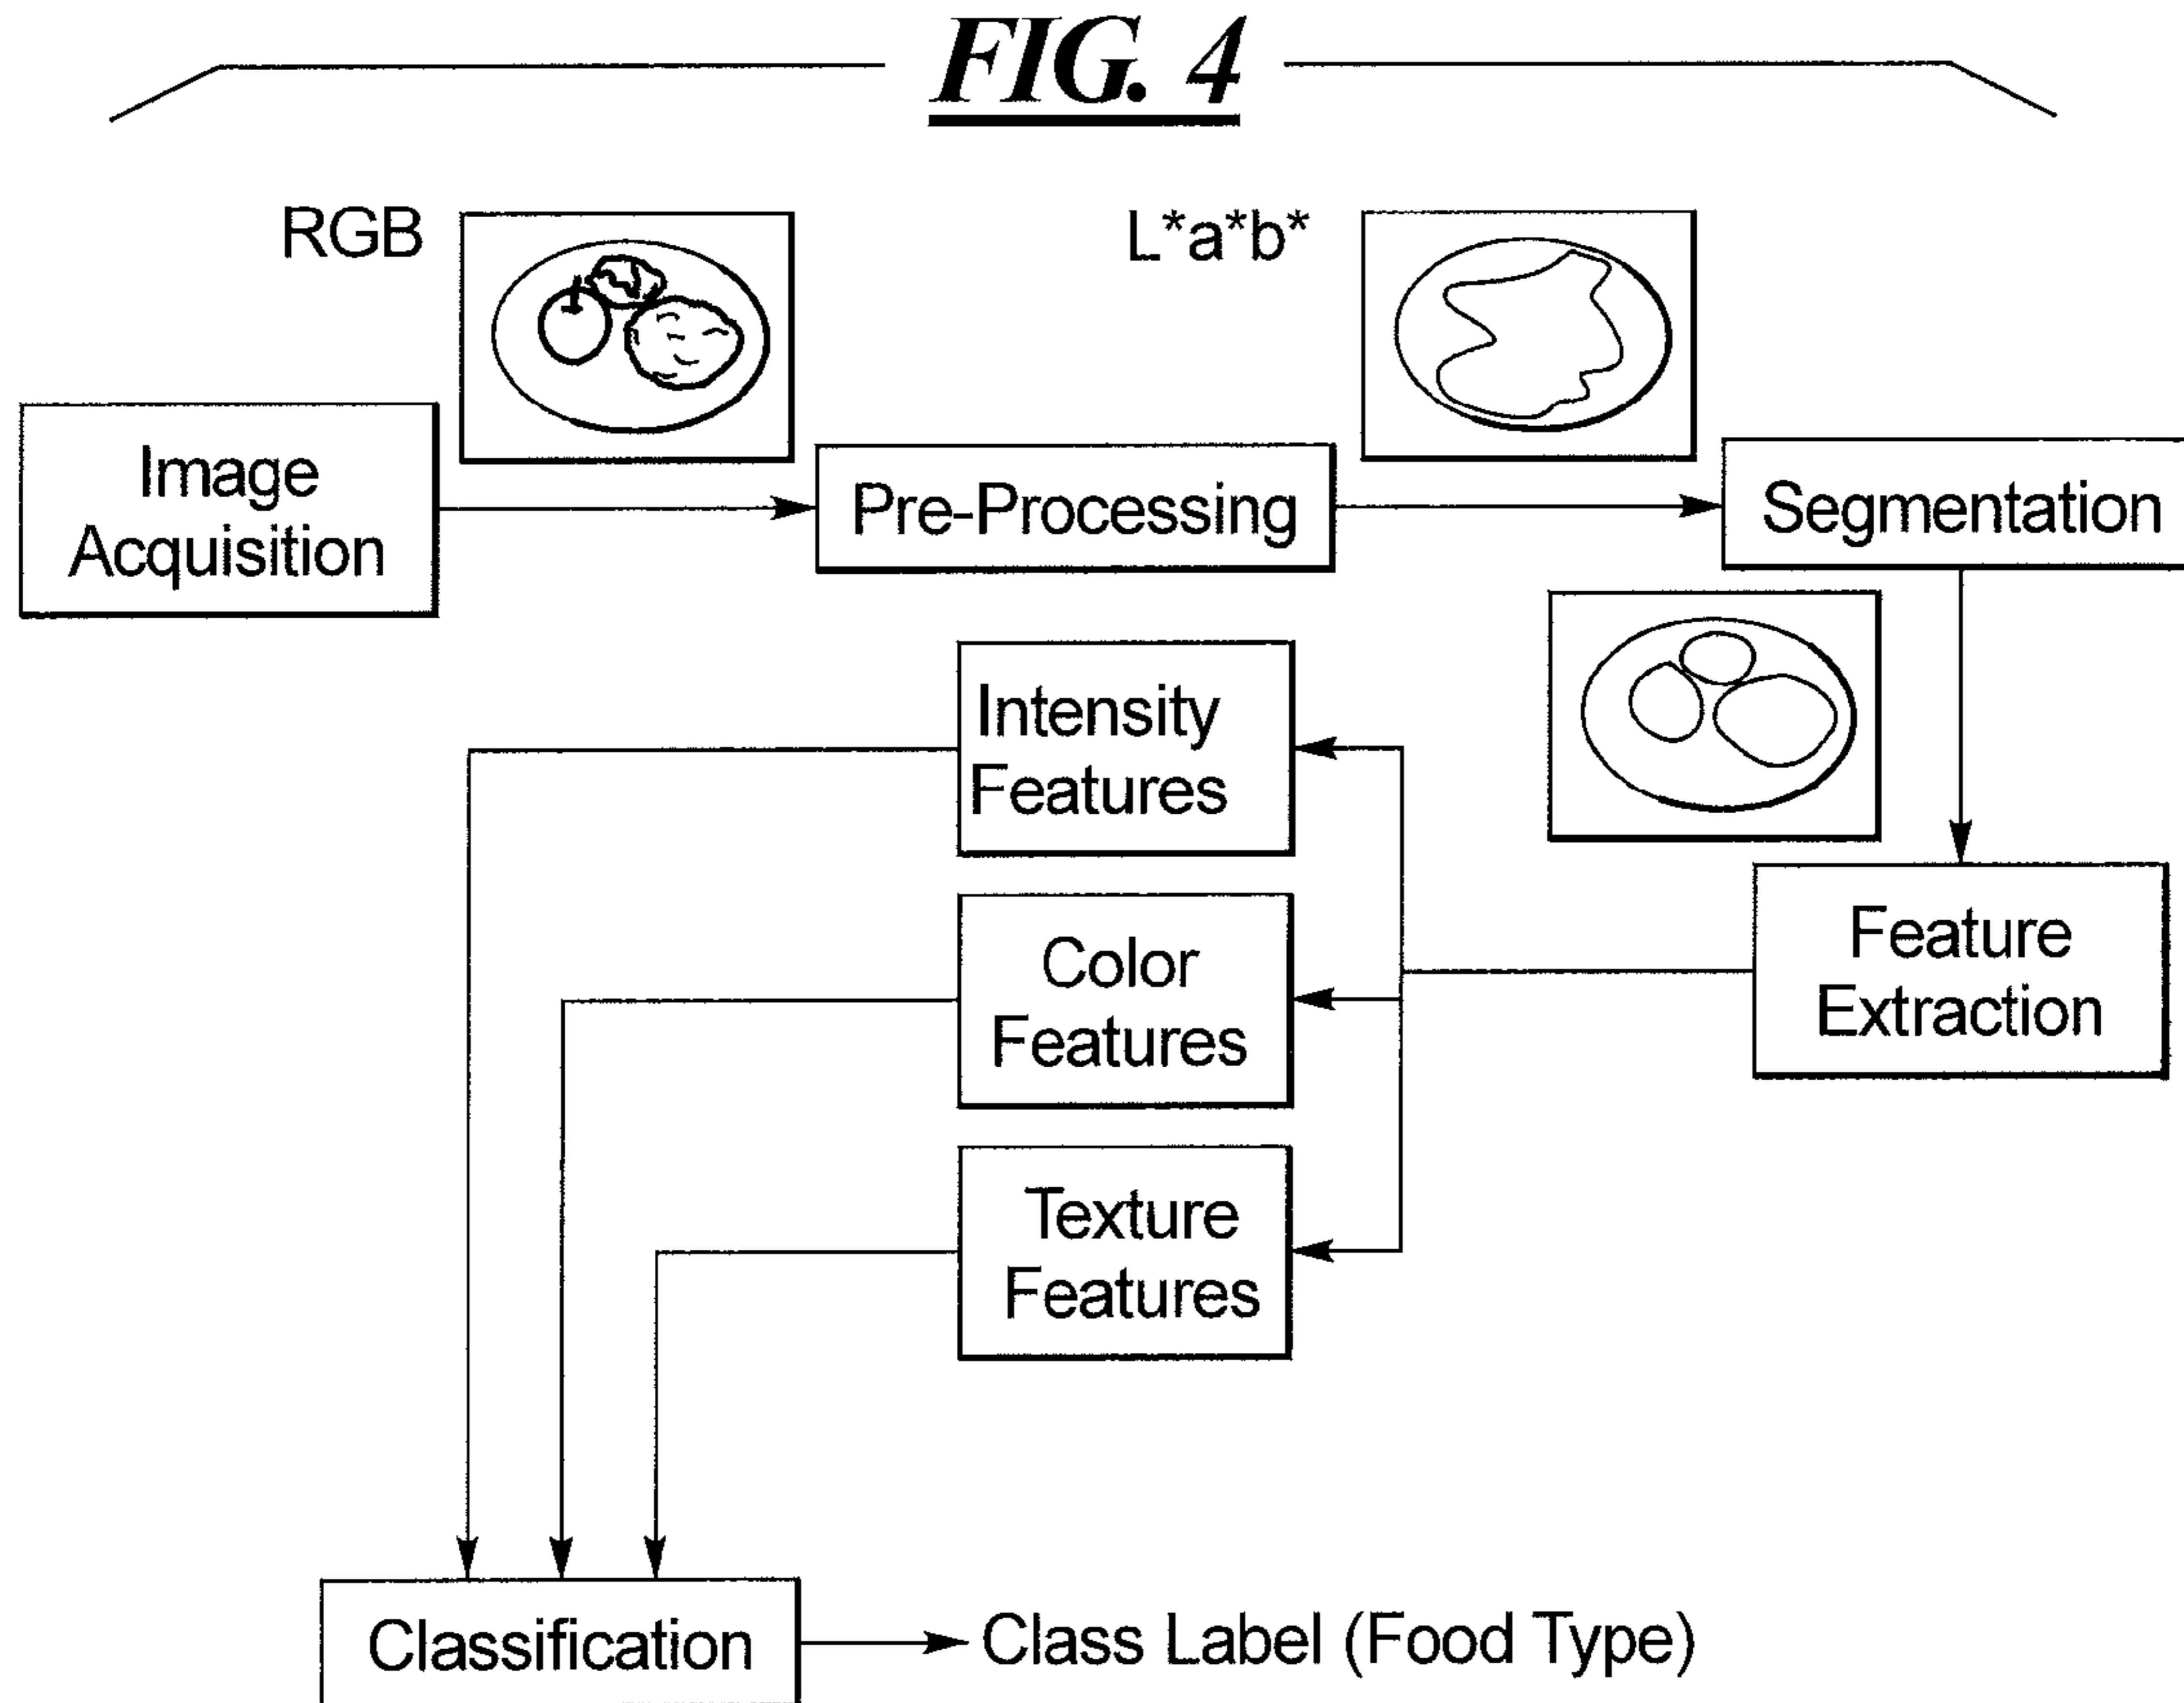 FIG. 4
RGB
L*a*b*
Image
Acquisition
Pre-Processing
Segmentation
Intensity
Features
Color
Features
Feature
Extraction
Texture
Features
Classification
Class Label (Food Type)